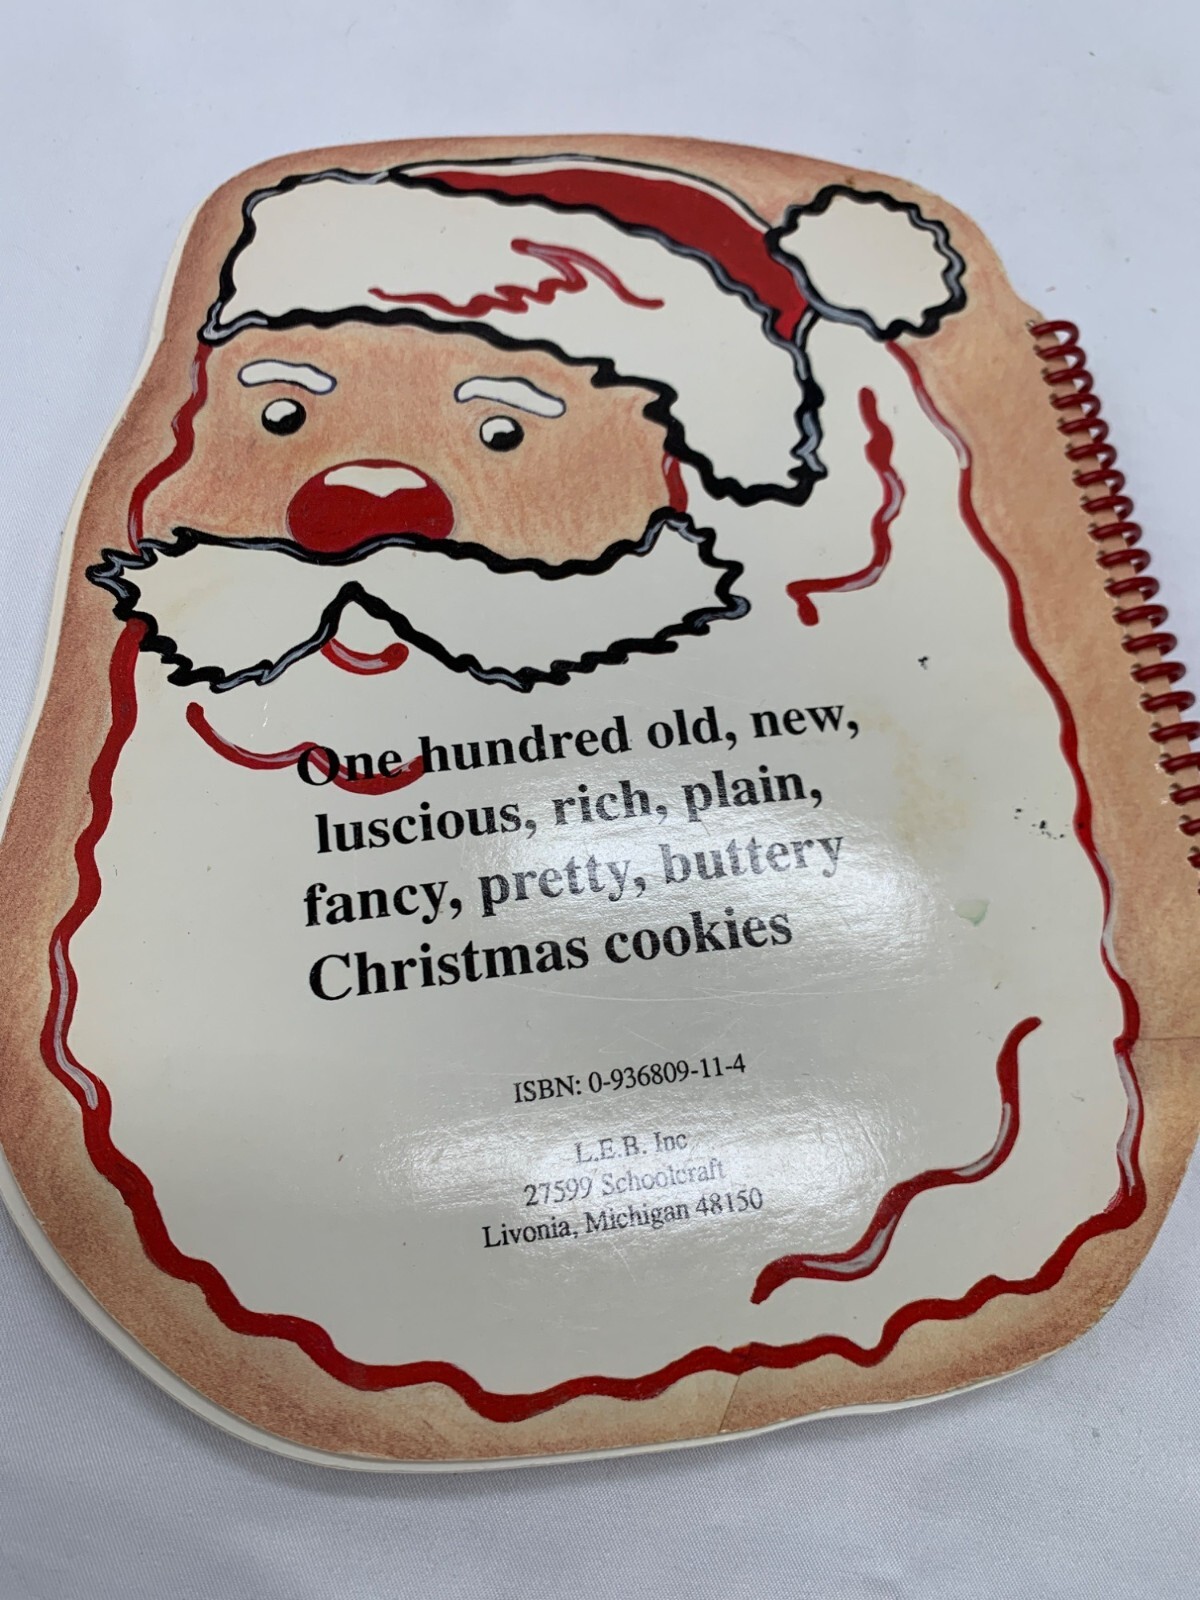 One hundred old, new,
luscious, rich, plain,
fancy, pretty, buttery
Christmas cookies
ISBN: 0-936809-11-4
L.E.B. Inc
27599 Schoolcraft
Livonia, Michigan 48150